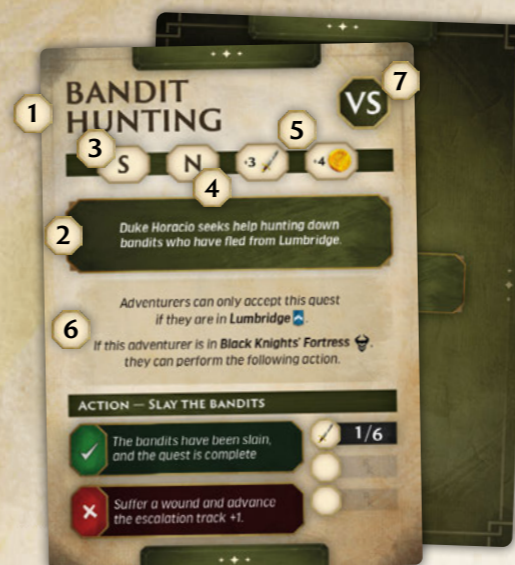 BANDIT
HUNTING
VS
7
1
3
S
N
4
+3
5
+4
2
Duke Horacio seeks help hunting down
bandits who have fled from Lumbridge.
6
Adventurers can only accept this quest
if they are in Lumbridge.
If this adventurer is in Black Knights' Fortress,
they can perform the following action.
ACTION — SLAY THE BANDITS
The bandits have been slain,
and the quest is complete
1/6
Suffer a wound and advance
the escalation track +1.